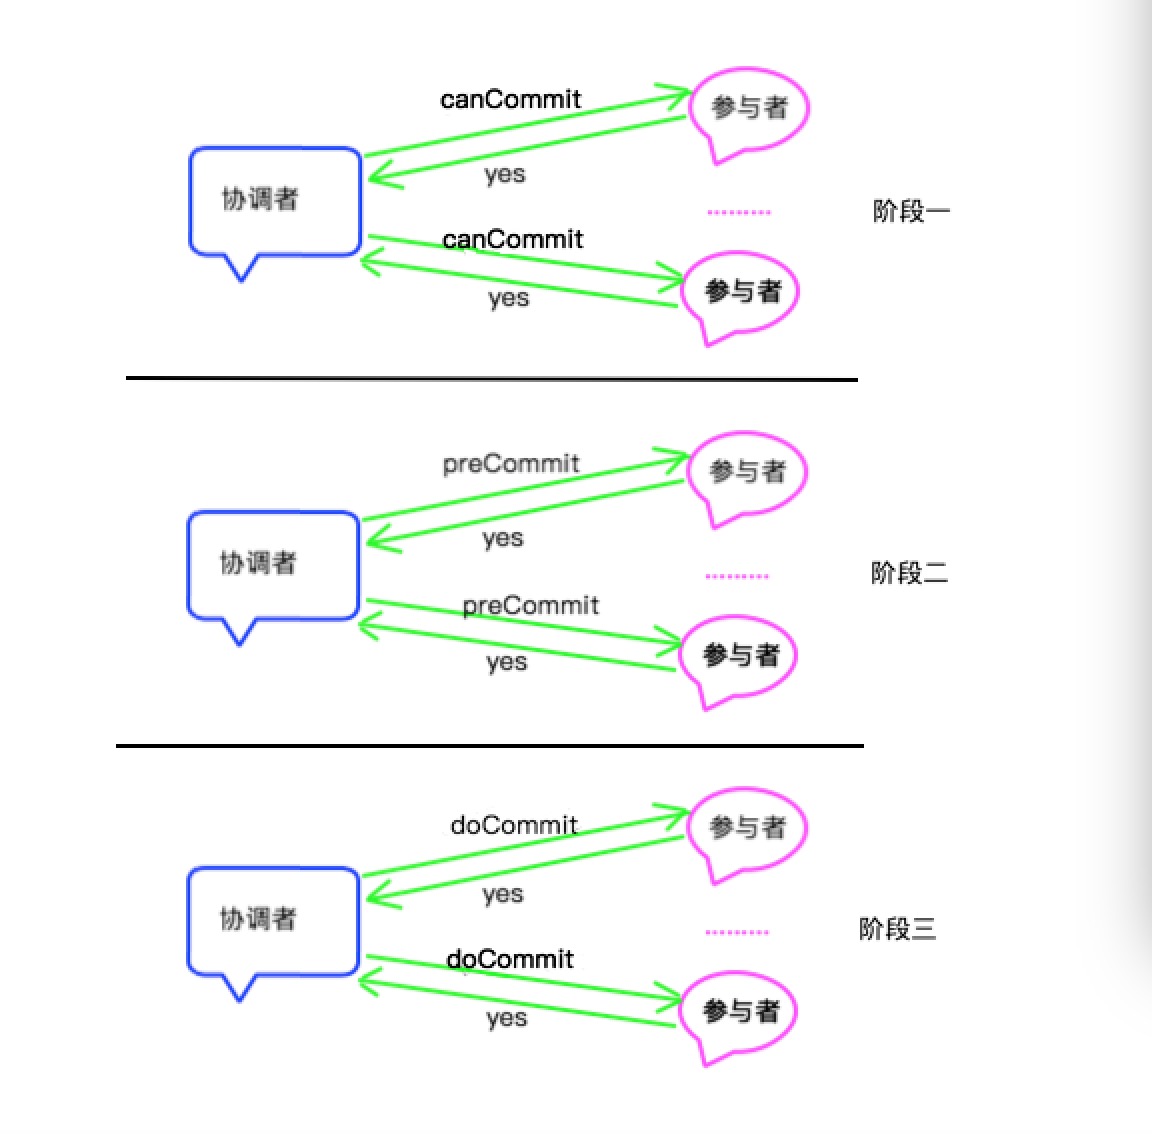 canCommit
参与者
协调者
yes
阶段一
canCommit
参与者
yes
preCommit
参与者
协调者
yes
阶段二
preCommit
参与者
yes
doCommit
参与者
协调者
yes
阶段三
doCommit
参与者
yes